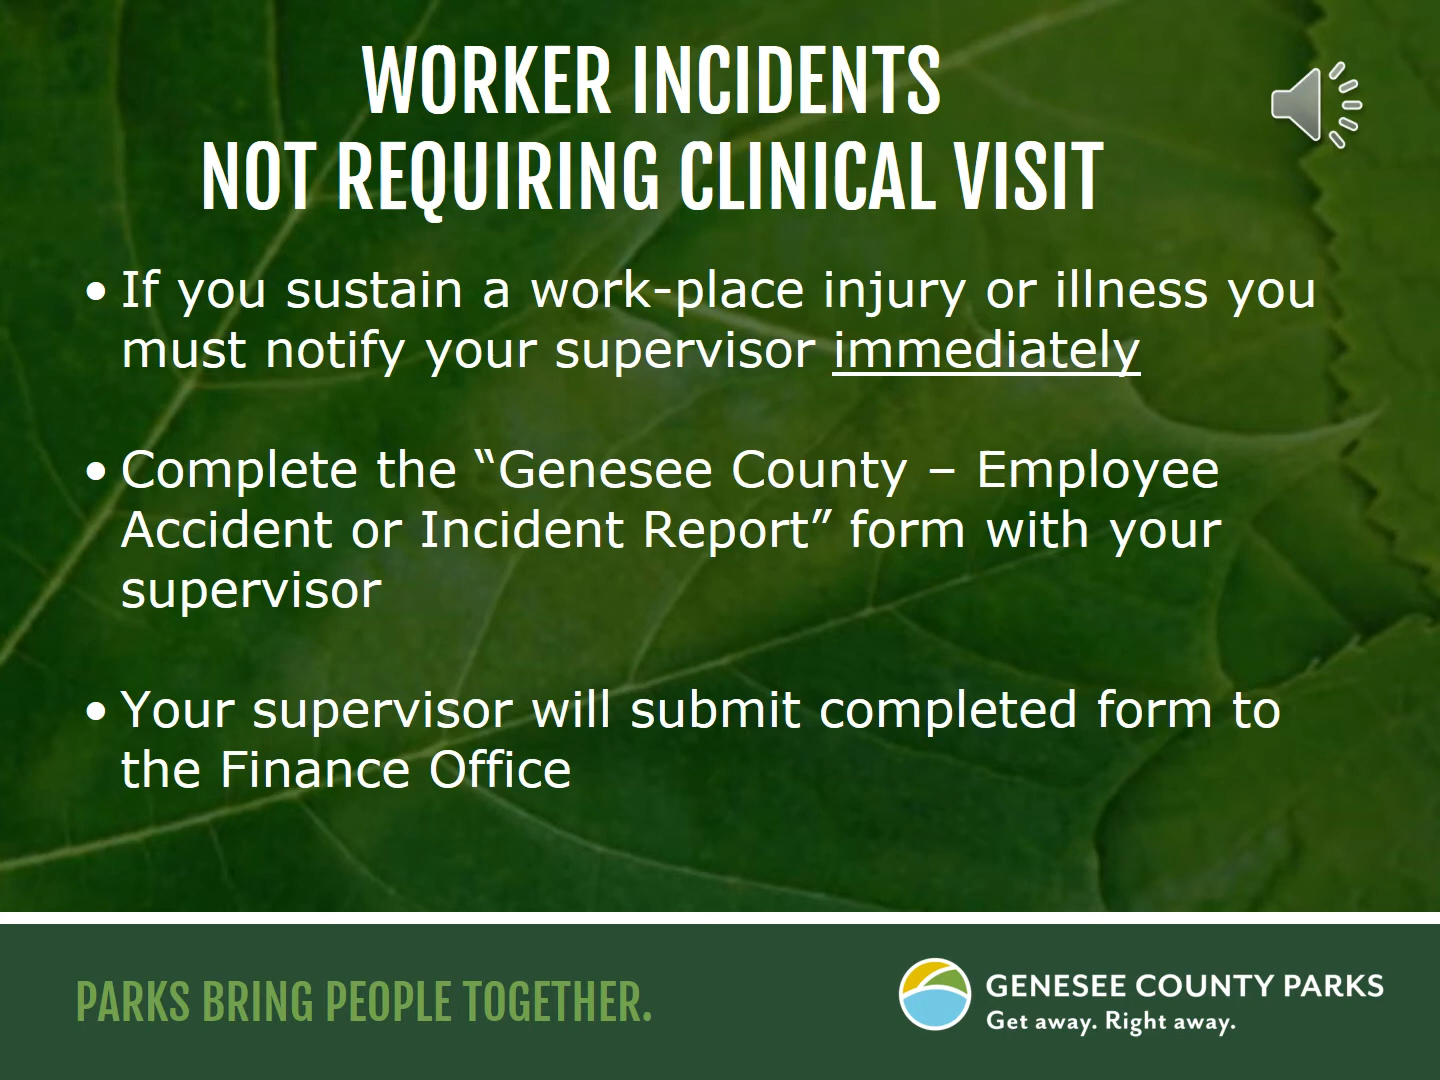 WORKER INCIDENTS
NOT REQUIRING CLINICAL VISIT
• If you sustain a work-place injury or illness you
must notify your supervisor immediately
• Complete the “Genesee County – Employee
Accident or Incident Report” form with your
supervisor
• Your supervisor will submit completed form to
the Finance Office
PARKS BRING PEOPLE TOGETHER.
GENESEE COUNTY PARKS
Get away. Right away.